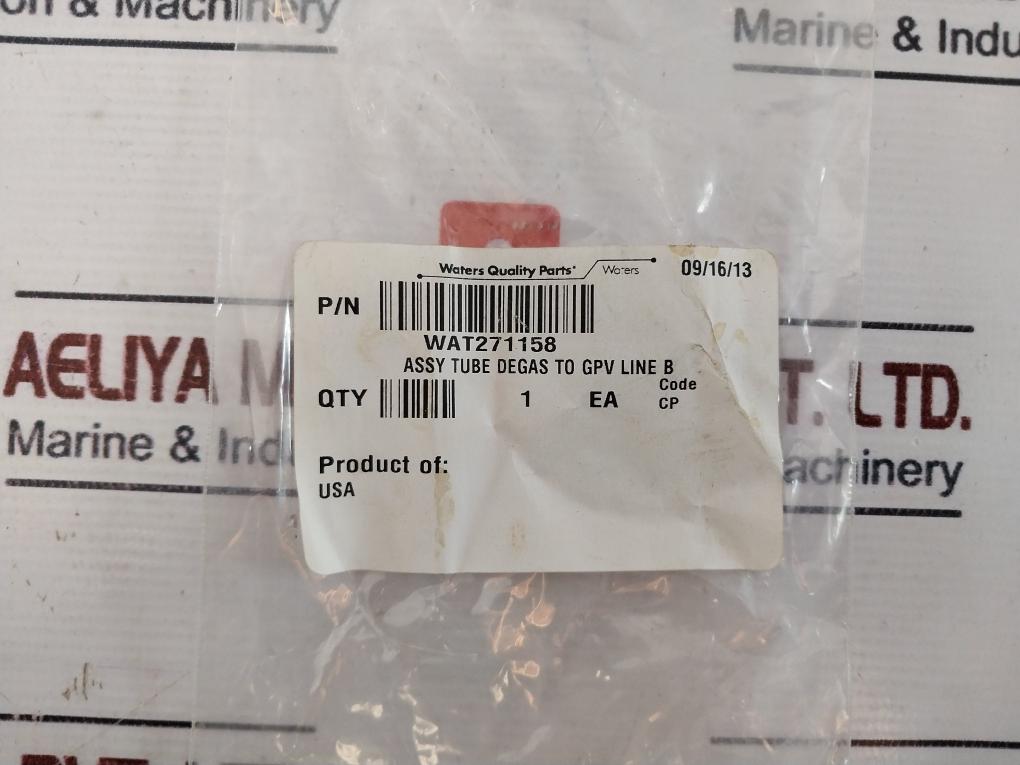 on & Machinery
Marine & Indu
Waters Quality Parts Waters 09/16/13
P/N
WAT271158
ASSY TUBE DEGAS TO GPV LINE B
QTY 1 EA Code CP
Product of:
USA
AELIYA M T. LTD.
Marine & Ind achinery